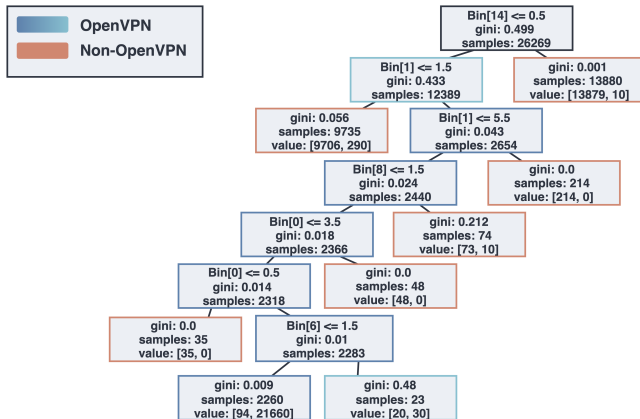 OpenVPN
Non-OpenVPN
Bin[14] <= 0.5
gini: 0.499
samples: 26269
Bin[1] <= 1.5
gini: 0.433
samples: 12389
gini: 0.001
samples: 13880
value: [13879, 10]
gini: 0.056
samples: 9735
value: [9706, 290]
Bin[1] <= 5.5
gini: 0.043
samples: 2654
Bin[8] <= 1.5
gini: 0.024
samples: 2440
gini: 0.0
samples: 214
value: [214, 0]
Bin[0] <= 3.5
gini: 0.018
samples: 2366
gini: 0.212
samples: 74
value: [73, 10]
Bin[0] <= 0.5
gini: 0.014
samples: 2318
gini: 0.0
samples: 48
value: [48, 0]
gini: 0.0
samples: 35
value: [35, 0]
Bin[6] <= 1.5
gini: 0.01
samples: 2283
gini: 0.009
samples: 2260
value: [94, 21660]
gini: 0.48
samples: 23
value: [20, 30]